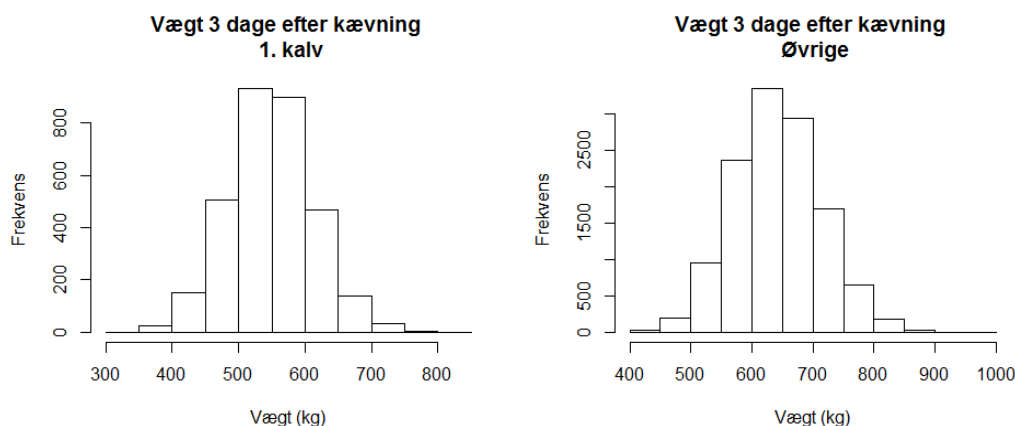 Vægt 3 dage efter kævning
1. kalv
Frekvens
0 200 400 600 800
300 400 500 600 700 800
Vægt (kg)
Vægt 3 dage efter kævning
Øvrige
Frekvens
0 500 1500 2500
400 500 600 700 800 900 1000
Vægt (kg)